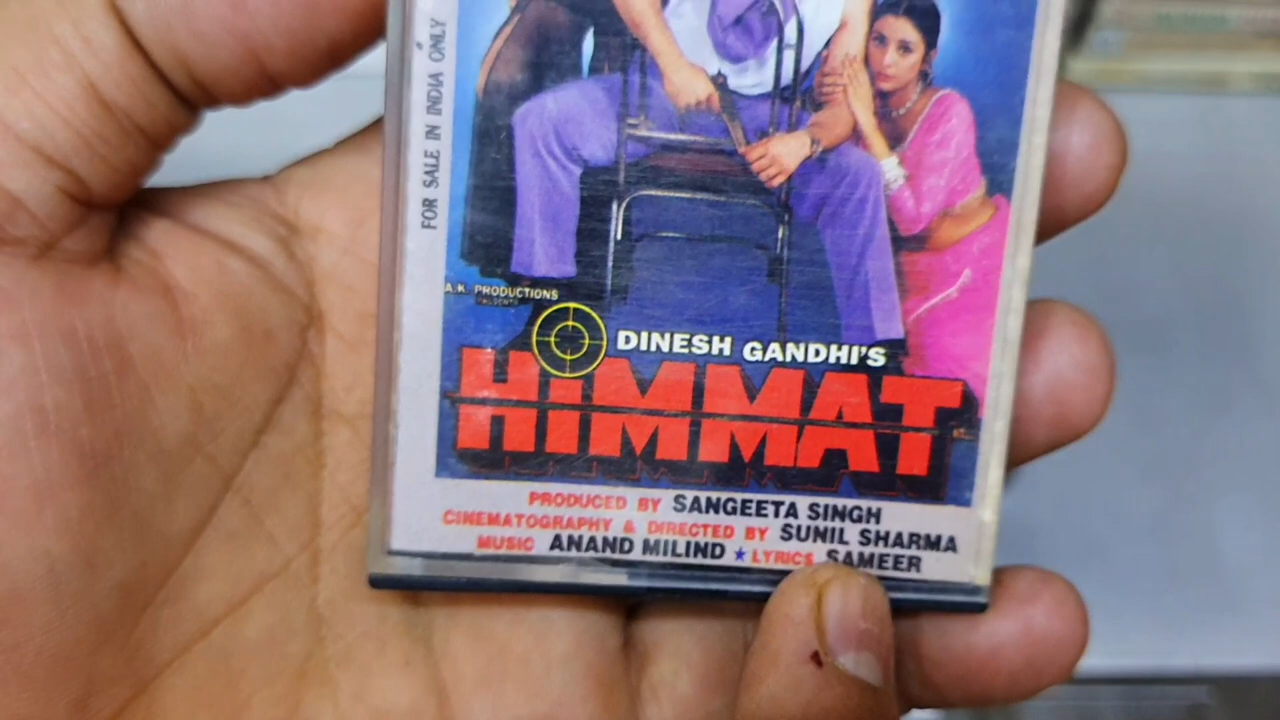 FOR SALE IN INDIA ONLY
A.K. PRODUCTIONS
PRESENTS
DINESH GANDHI'S
HiMMAT
PRODUCED BY SANGEETA SINGH
CINEMATOGRAPHY & DIRECTED BY SUNIL SHARMA
MUSIC ANAND MILIND ★ LYRICS SAMEER